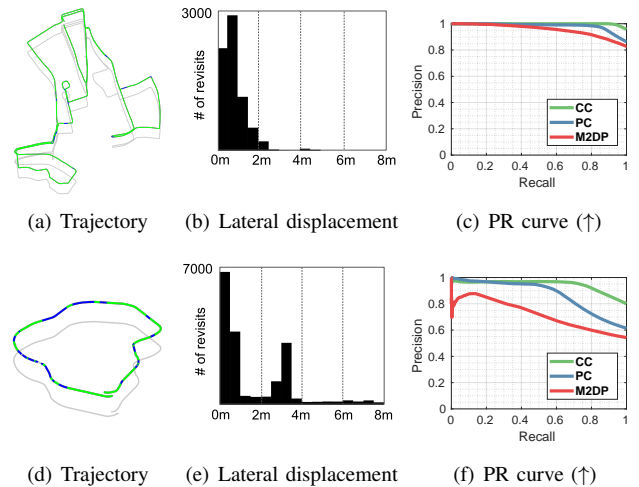 3000
# of revisits
0m 2m 4m 6m 8m
1
0.8
0.6
0.4
0.2
0
Precision
CC
PC
M2DP
0 0.2 0.4 0.6 0.8 1
Recall
(a) Trajectory (b) Lateral displacement (c) PR curve (↑)
7000
# of revisits
0m 2m 4m 6m 8m
1
0.8
0.6
0.4
0.2
0
Precision
CC
PC
M2DP
0 0.2 0.4 0.6 0.8 1
Recall
(d) Trajectory (e) Lateral displacement (f) PR curve (↑)